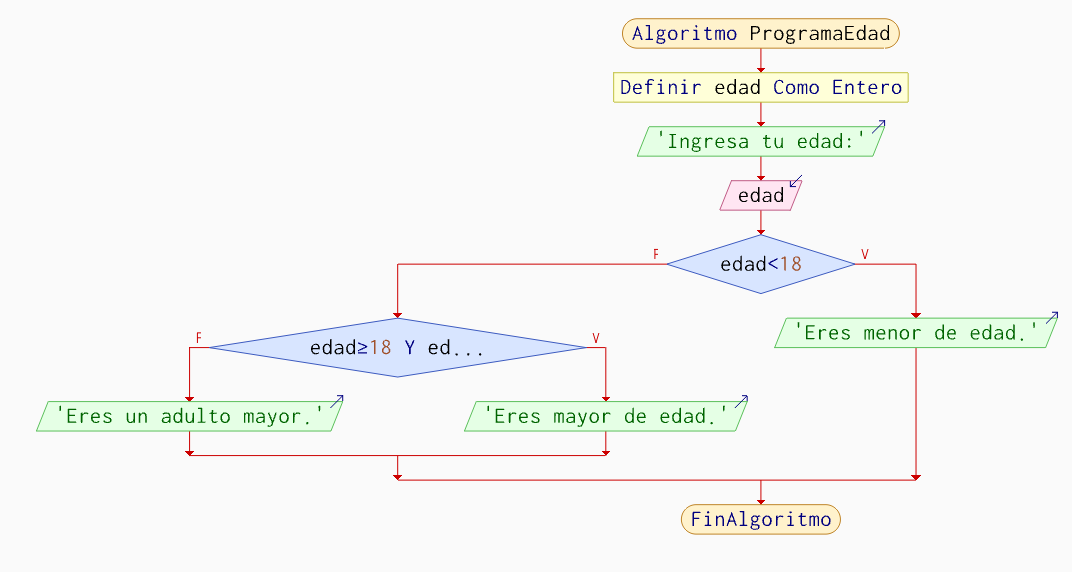 Algoritmo ProgramaEdad
Definir edad Como Entero
'Ingresa tu edad:'
edad
F
edad<18
V
F
edad≥18 Y ed...
V
'Eres menor de edad.'
'Eres un adulto mayor.'
'Eres mayor de edad.'
FinAlgoritmo